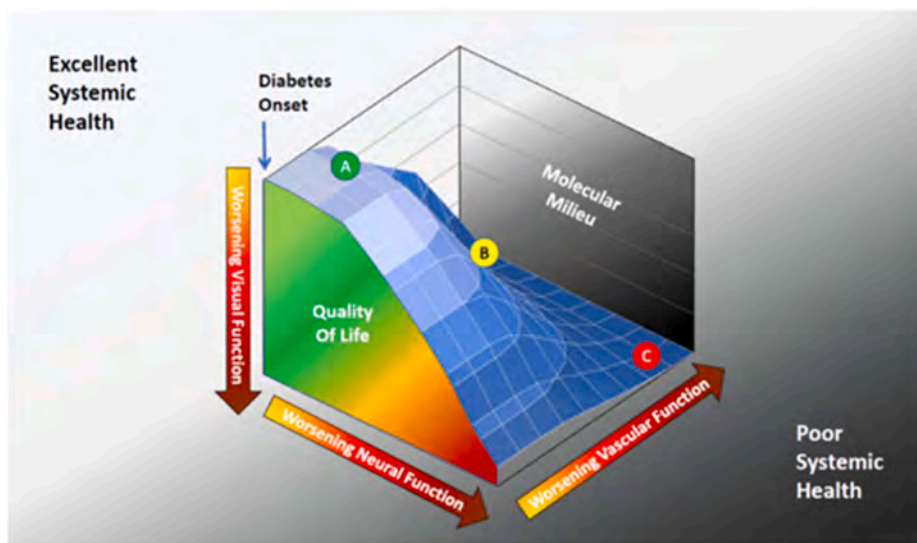 Excellent
Systemic
Health
Diabetes
Onset
A
Molecular
Milieu
B
Worsening Visual Function
Quality
Of Life
C
Worsening Neural Function
Worsening Vascular Function
Poor
Systemic
Health